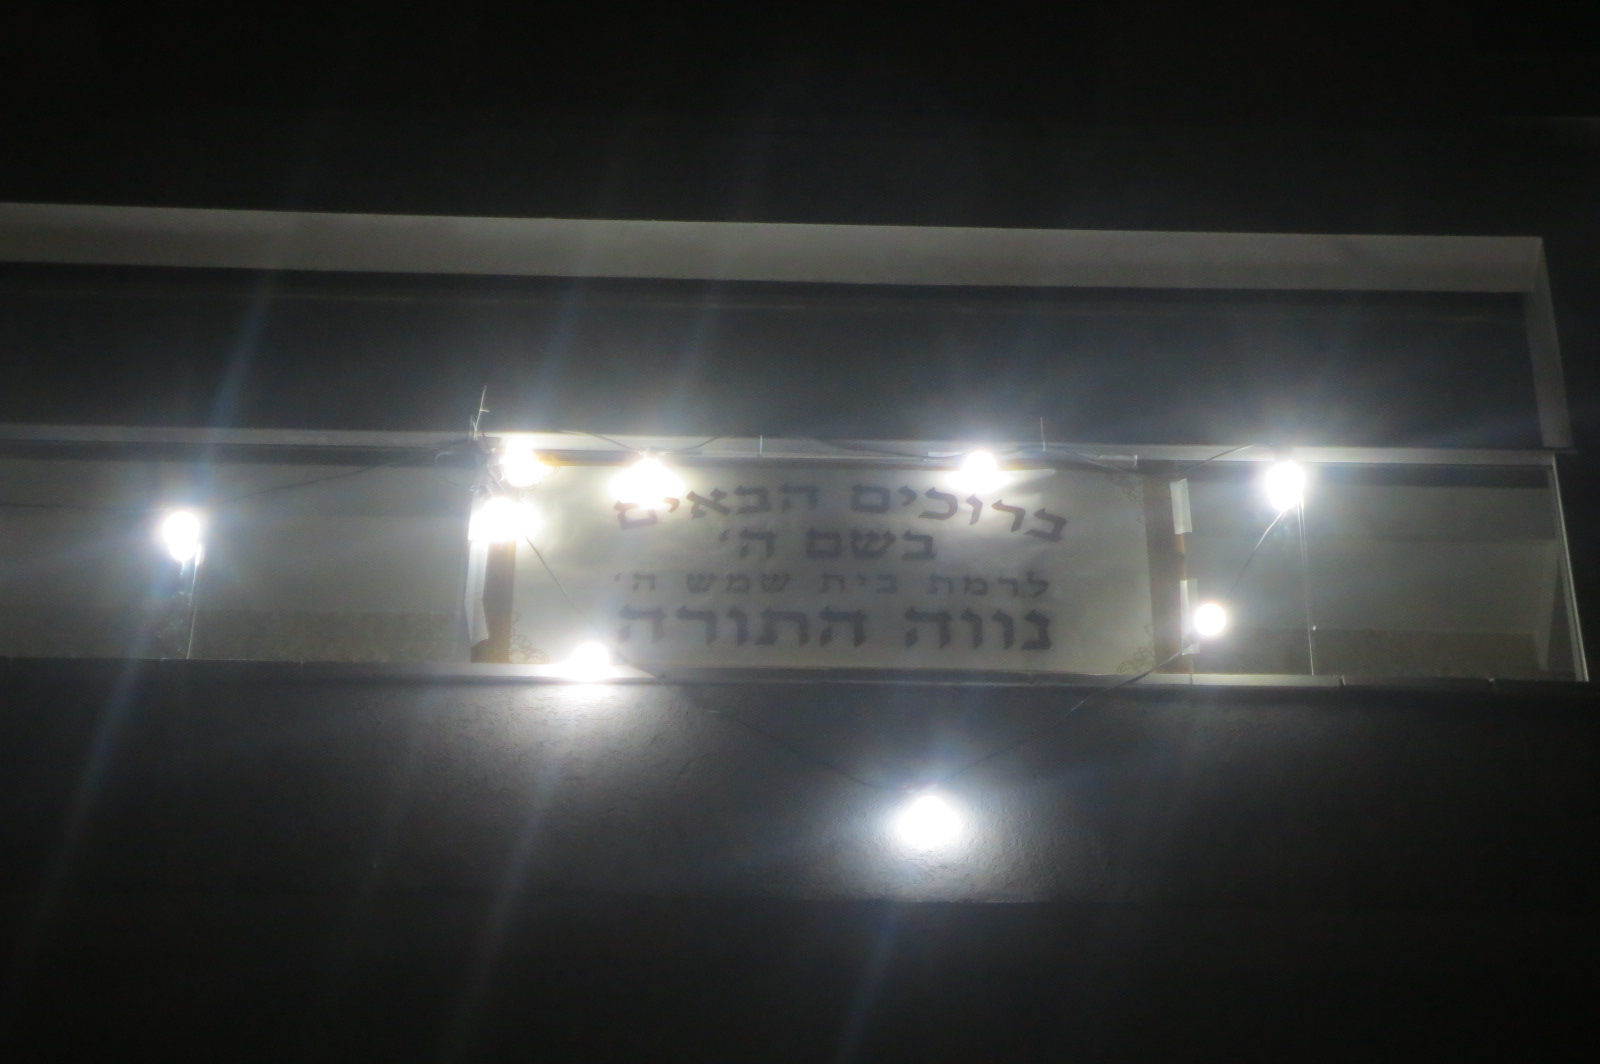 ברוכים הבאים
בשם ה'
לרמת בית שמש ה'
נווה התורה